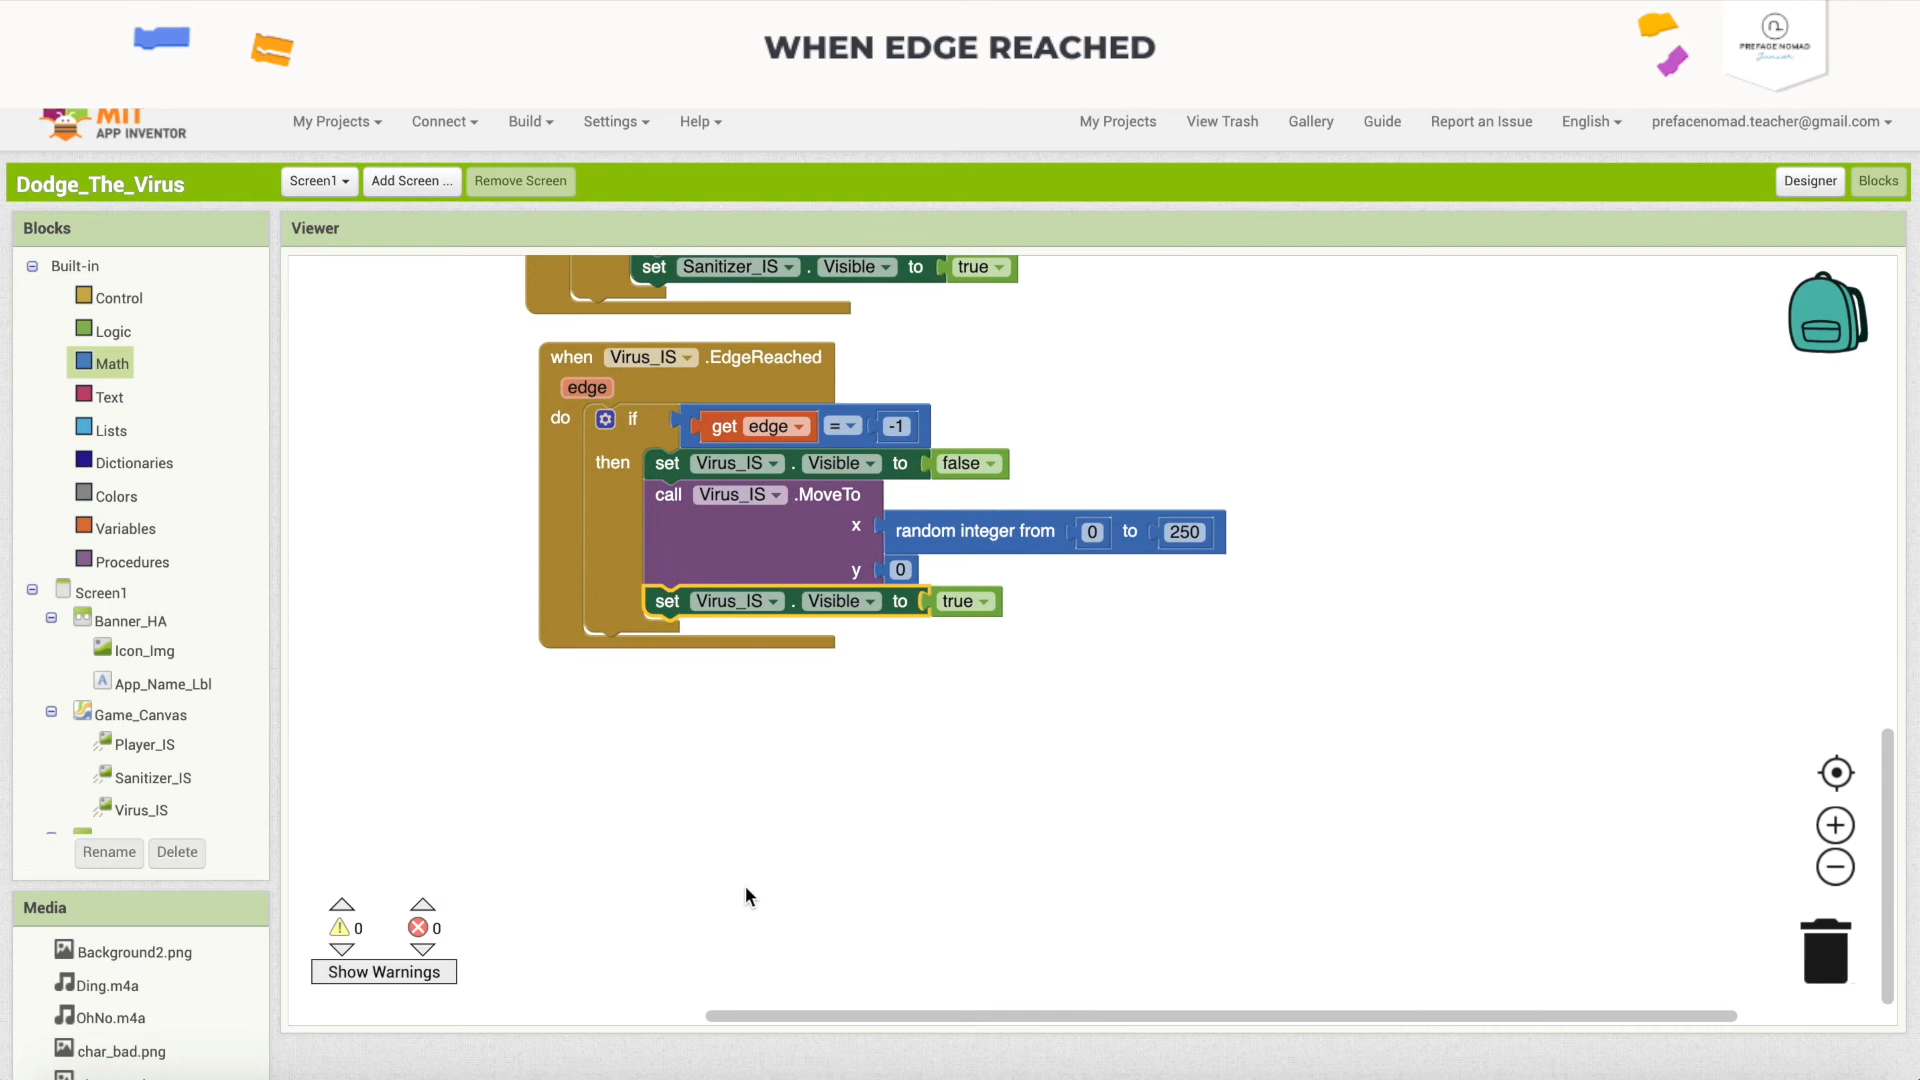 WHEN EDGE REACHED
PREFACE NOMAD
Junior
MIT
APP INVENTOR
My Projects
Connect
Build
Settings
Help
My Projects
View Trash
Gallery
Guide
Report an Issue
English
prefacenomad.teacher@gmail.com
Dodge_The_Virus
Screen1
Add Screen ...
Remove Screen
Designer
Blocks
Blocks
Built-in
Control
Logic
Math
Text
Lists
Dictionaries
Colors
Variables
Procedures
Screen1
Banner_HA
Icon_Img
App_Name_Lbl
Game_Canvas
Player_IS
Sanitizer_IS
Virus_IS
Rename
Delete
Media
Background2.png
Ding.m4a
OhNo.m4a
char_bad.png
Viewer
set Sanitizer_IS . Visible to true
when Virus_IS .EdgeReached
edge
do if get edge = -1
then set Virus_IS . Visible to false
call Virus_IS .MoveTo
x random integer from 0 to 250
y 0
set Virus_IS . Visible to true
0 0
Show Warnings